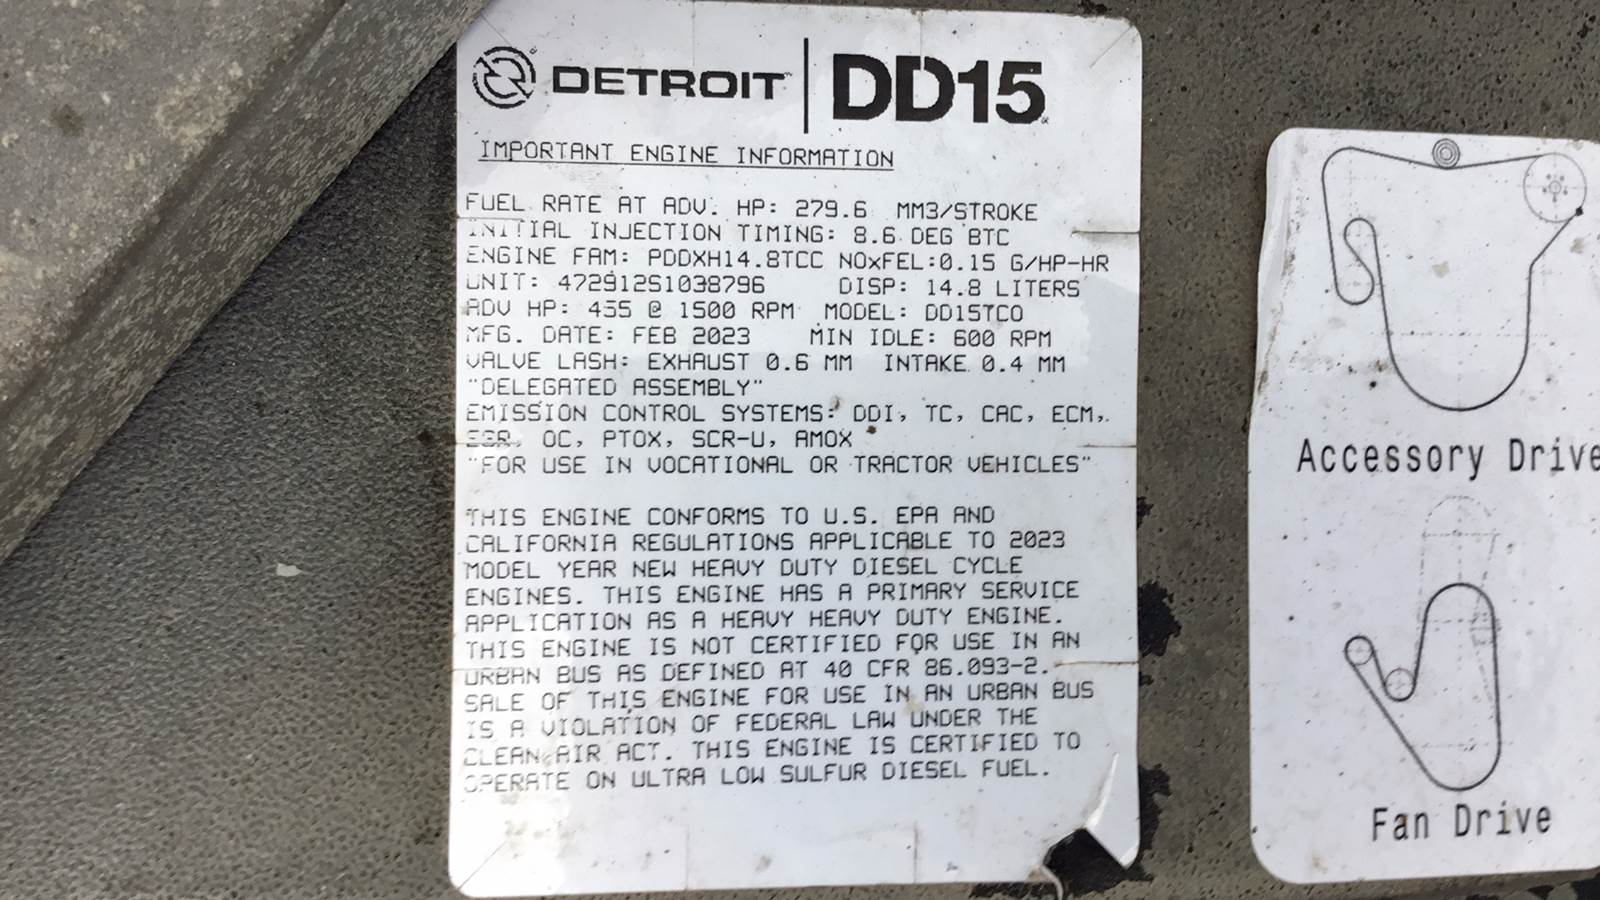 DETROIT DD15
IMPORTANT ENGINE INFORMATION
FUEL RATE AT ADV. HP: 279.6 MM3/STROKE
INITIAL INJECTION TIMING: 8.6 DEG BTC
ENGINE FAM: PDDXH14.8TCC NOxFEL:0.15 G/HP-HR
UNIT: 472912S1038796 DISP: 14.8 LITERS
ADV HP: 455 @ 1500 RPM MODEL: DD15TCO
MFG. DATE: FEB 2023 MIN IDLE: 600 RPM
VALVE LASH: EXHAUST 0.6 MM INTAKE 0.4 MM
"DELEGATED ASSEMBLY"
EMISSION CONTROL SYSTEMS: DDI, TC, CAC, ECM,
EGR, OC, PTOX, SCR-U, AMOX
"FOR USE IN VOCATIONAL OR TRACTOR VEHICLES"
THIS ENGINE CONFORMS TO U.S. EPA AND
CALIFORNIA REGULATIONS APPLICABLE TO 2023
MODEL YEAR NEW HEAVY DUTY DIESEL CYCLE
ENGINES. THIS ENGINE HAS A PRIMARY SERVICE
APPLICATION AS A HEAVY HEAVY DUTY ENGINE.
THIS ENGINE IS NOT CERTIFIED FOR USE IN AN
URBAN BUS AS DEFINED AT 40 CFR 86.093-2.
SALE OF THIS ENGINE FOR USE IN AN URBAN BUS
IS A VIOLATION OF FEDERAL LAW UNDER THE
CLEAN AIR ACT. THIS ENGINE IS CERTIFIED TO
OPERATE ON ULTRA LOW SULFUR DIESEL FUEL.
Accessory Drive
Fan Drive